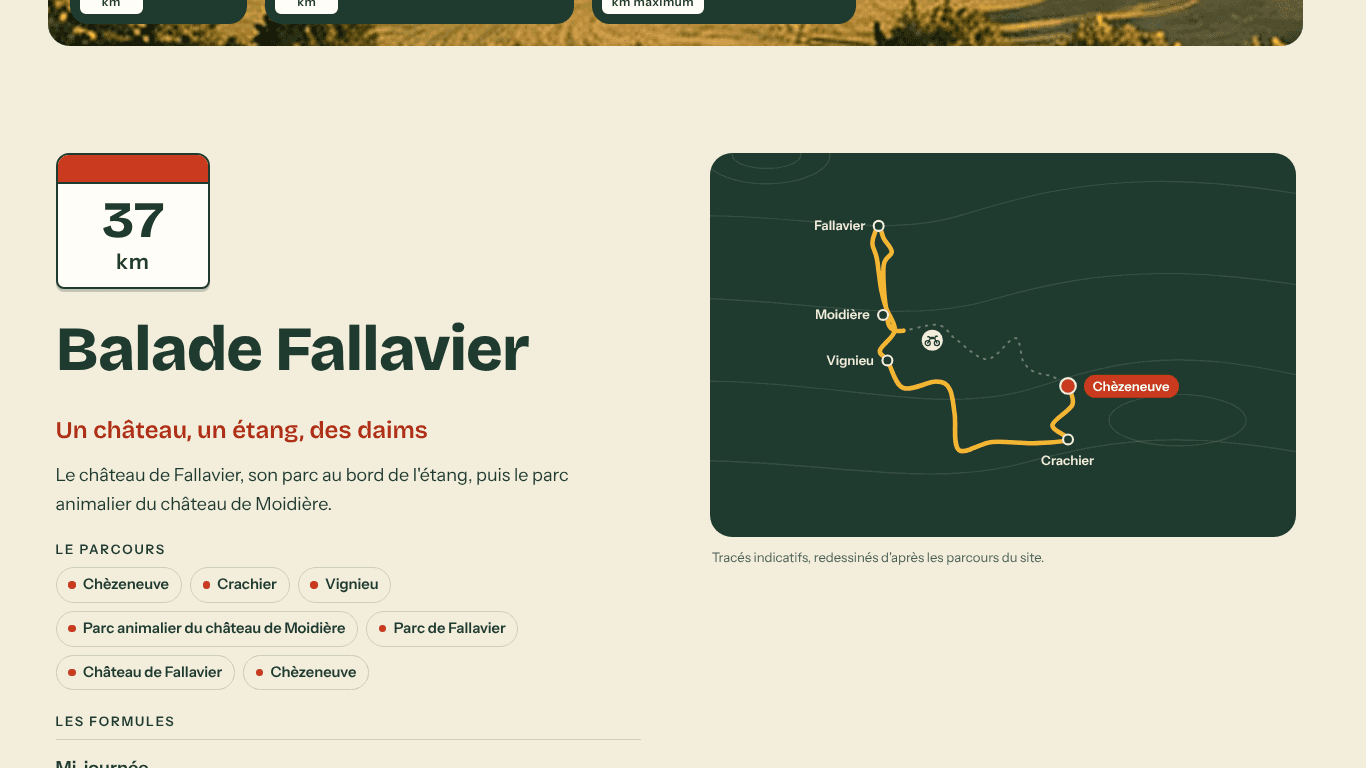 km
km
km maximum
37
km
Balade Fallavier
Un château, un étang, des daims
Le château de Fallavier, son parc au bord de l'étang, puis le parc
animalier du château de Moidière.
LE PARCOURS
Chèzeneuve
Crachier
Vignieu
Parc animalier du château de Moidière
Parc de Fallavier
Château de Fallavier
Chèzeneuve
LES FORMULES
Mi-journée
Fallavier
Moidière
Vignieu
Chèzeneuve
Crachier
Tracés indicatifs, redessinés d'après les parcours du site.